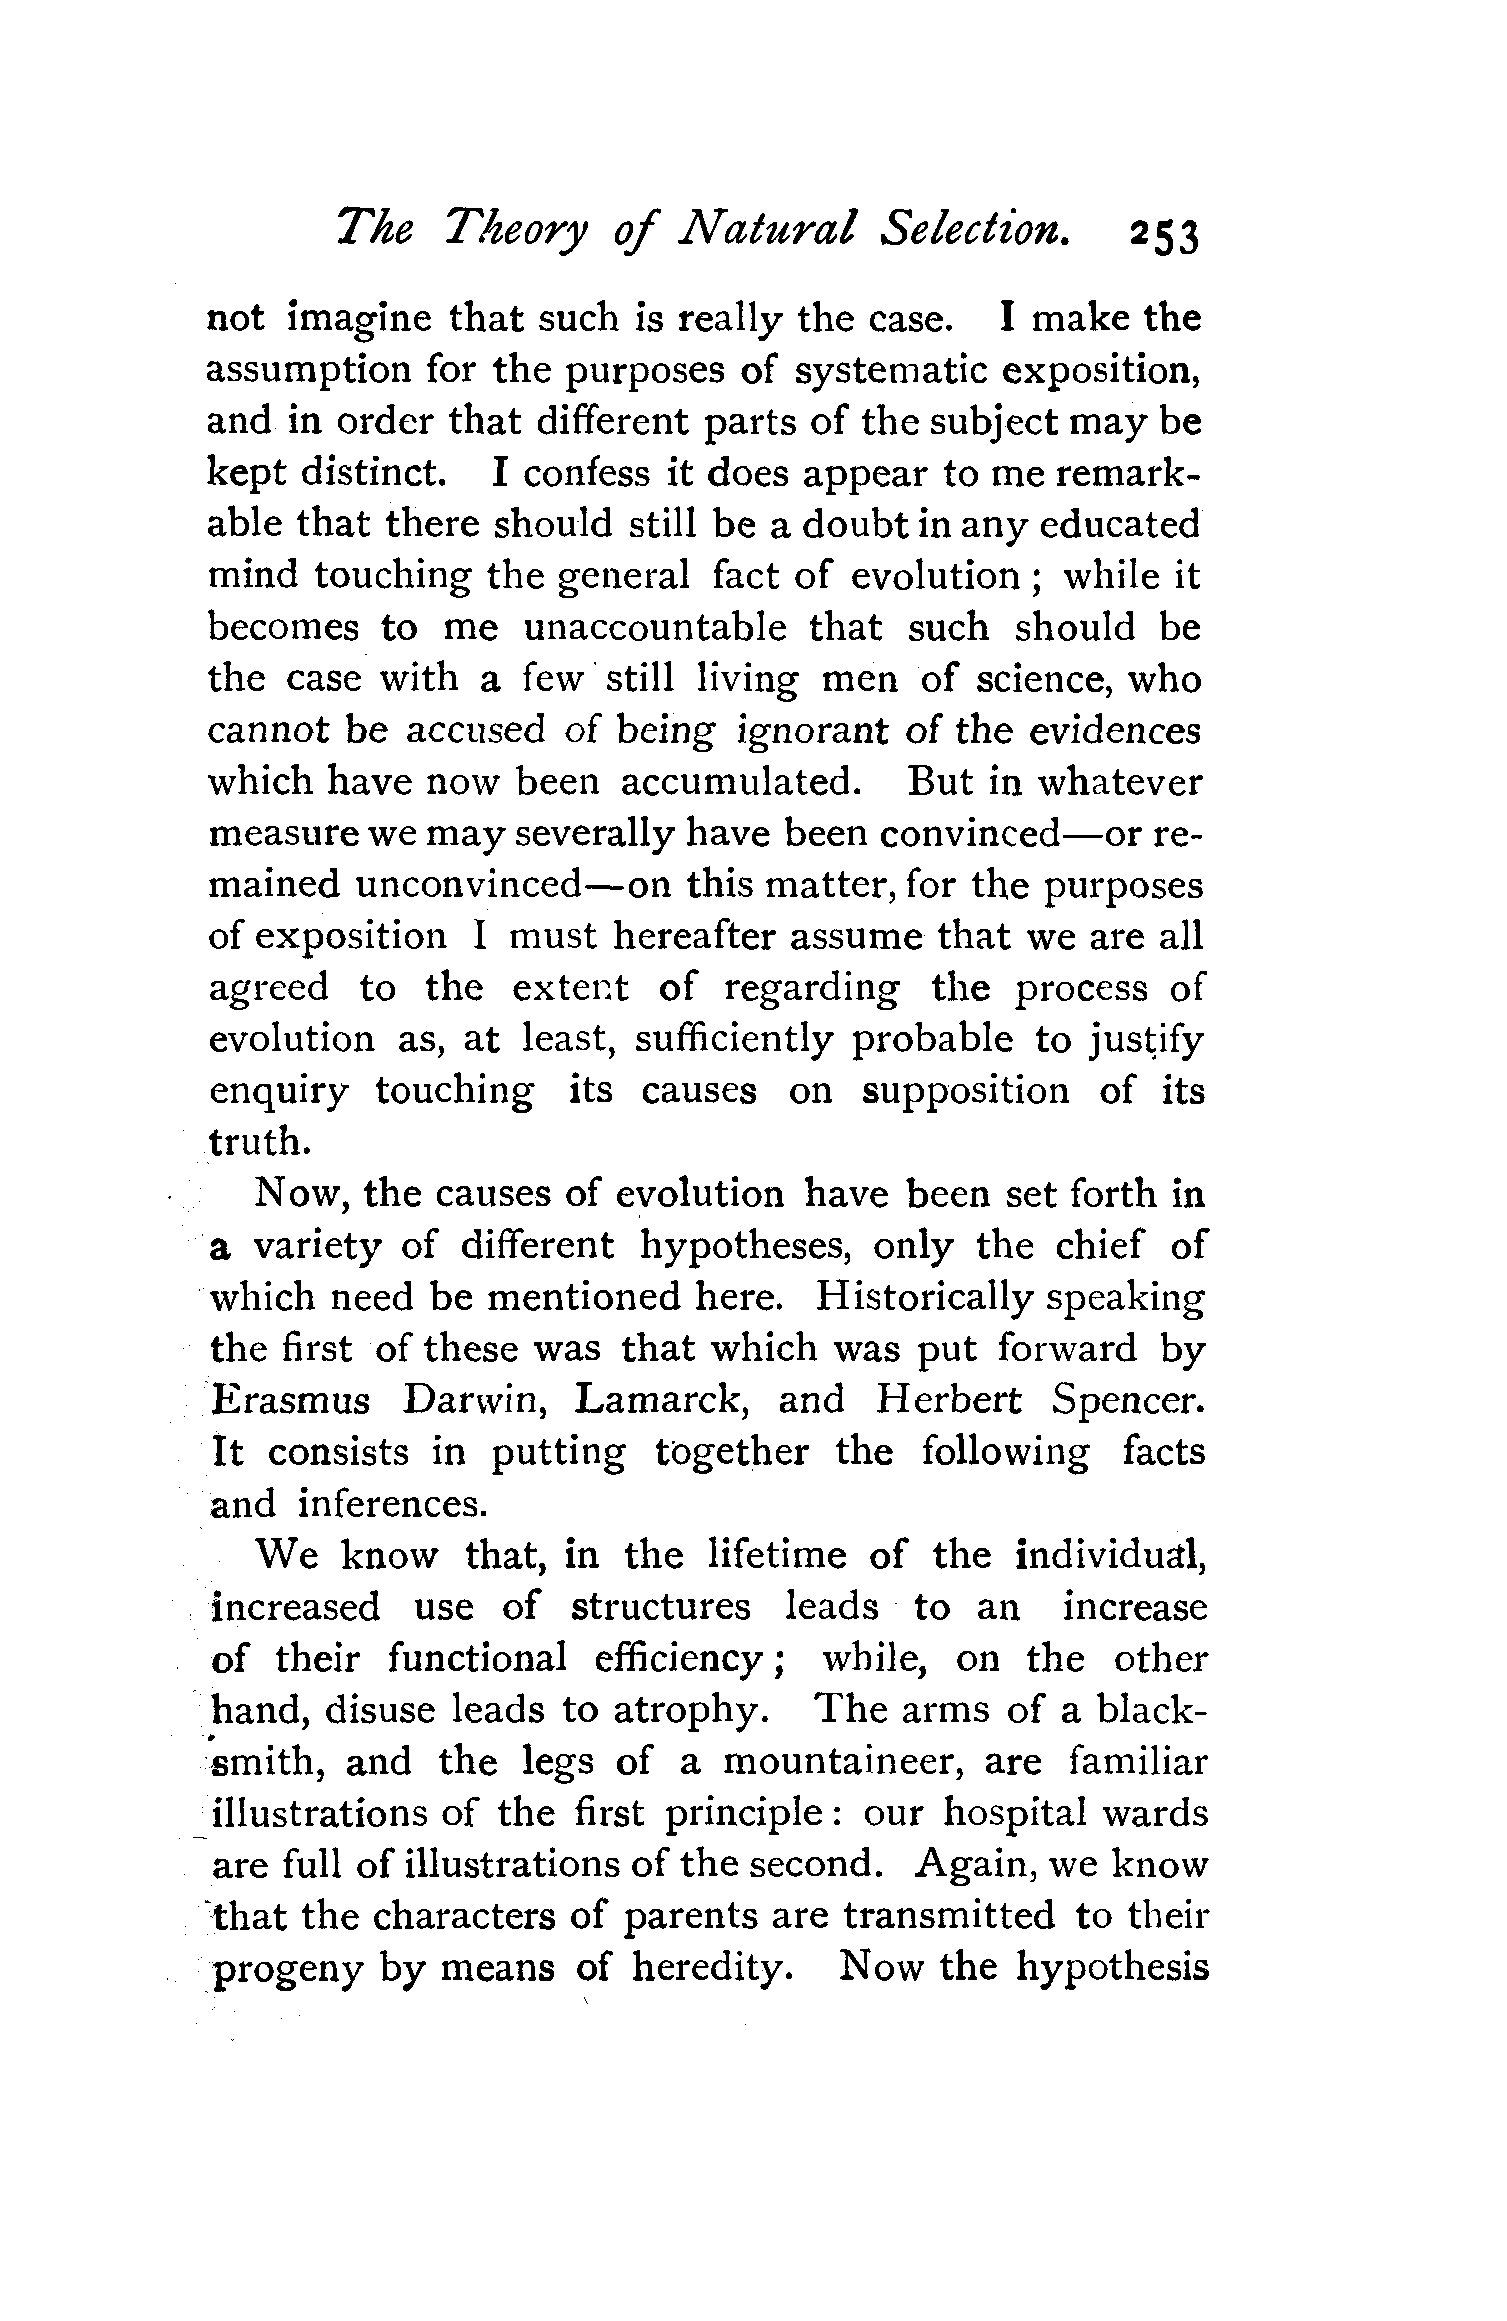 The Theory of Natural Selection. 253
not imagine that such is really the case. I make the
assumption for the purposes of systematic exposition,
and in order that different parts of the subject may be
kept distinct. I confess it does appear to me remark-
able that there should still be a doubt in any educated
mind touching the general fact of evolution ; while it
becomes to me unaccountable that such should be
the case with a few still living men of science, who
cannot be accused of being ignorant of the evidences
which have now been accumulated. But in whatever
measure we may severally have been convinced—or re-
mained unconvinced—on this matter, for the purposes
of exposition I must hereafter assume that we are all
agreed to the extent of regarding the process of
evolution as, at least, sufficiently probable to justify
enquiry touching its causes on supposition of its
truth.
Now, the causes of evolution have been set forth in
a variety of different hypotheses, only the chief of
which need be mentioned here. Historically speaking
the first of these was that which was put forward by
Erasmus Darwin, Lamarck, and Herbert Spencer.
It consists in putting together the following facts
and inferences.
We know that, in the lifetime of the individual,
increased use of structures leads to an increase
of their functional efficiency ; while, on the other
hand, disuse leads to atrophy. The arms of a black-
smith, and the legs of a mountaineer, are familiar
illustrations of the first principle : our hospital wards
are full of illustrations of the second. Again, we know
that the characters of parents are transmitted to their
progeny by means of heredity. Now the hypothesis